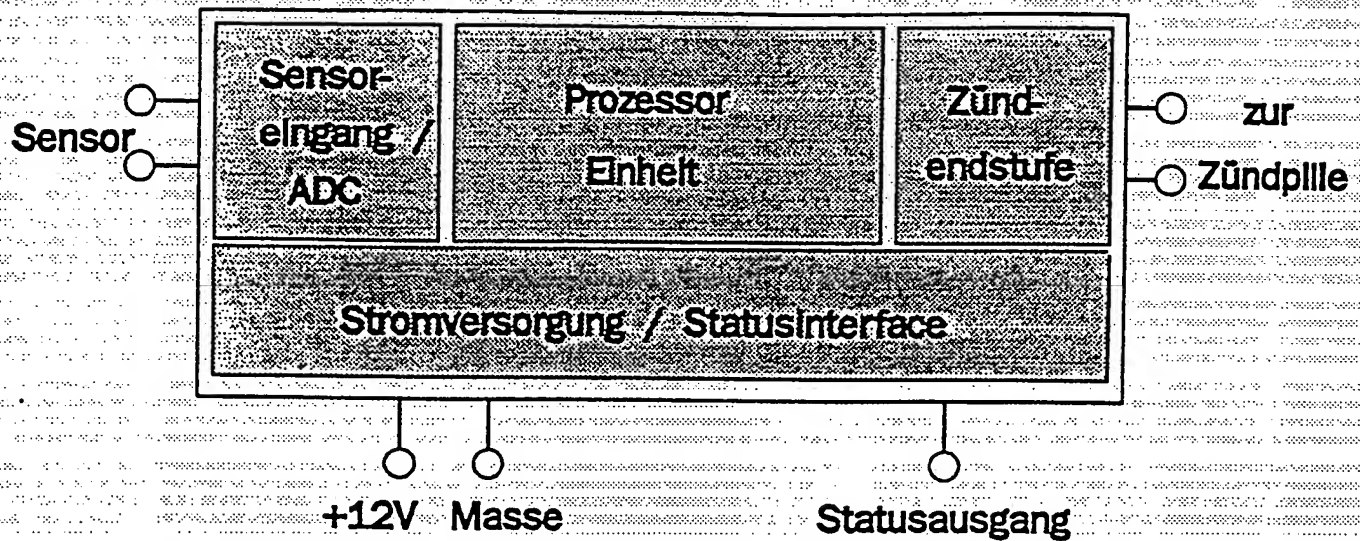 Sensor
Sensor-
eingang /
ADC
Prozessor
Einheit
Zünd-
endstufe
zur
Zündpille
Stromversorgung / Statusinterface
+12V Masse
Statusausgang